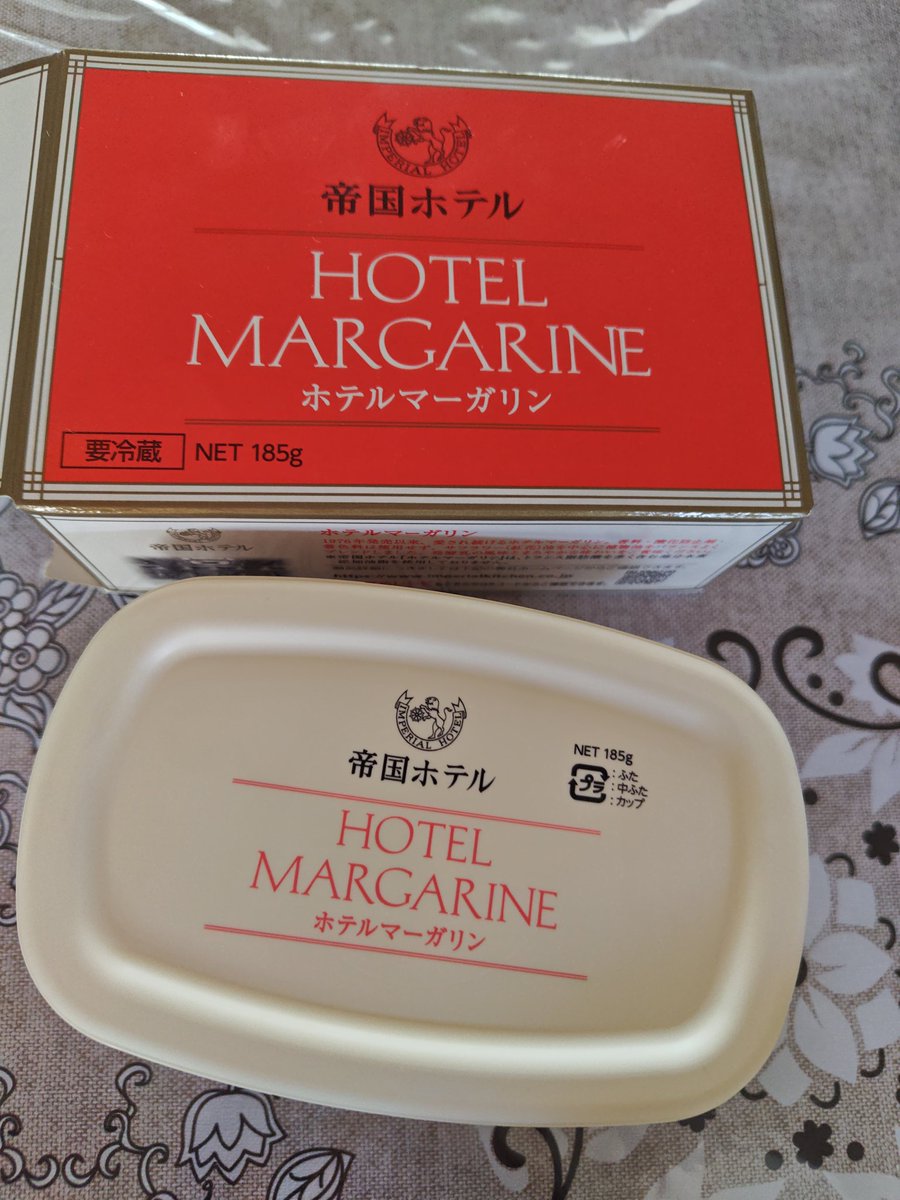 IMPERIAL HOTEL
帝国ホテル
HOTEL
MARGARINE
ホテルマーガリン
要冷蔵 NET 185g
帝国ホテル
ホテルマーガリン
IMPERIAL HOTEL
帝国ホテル
NET 185g
プラ
:ふた
:中ふた
:カップ
HOTEL
MARGARINE
ホテルマーガリン